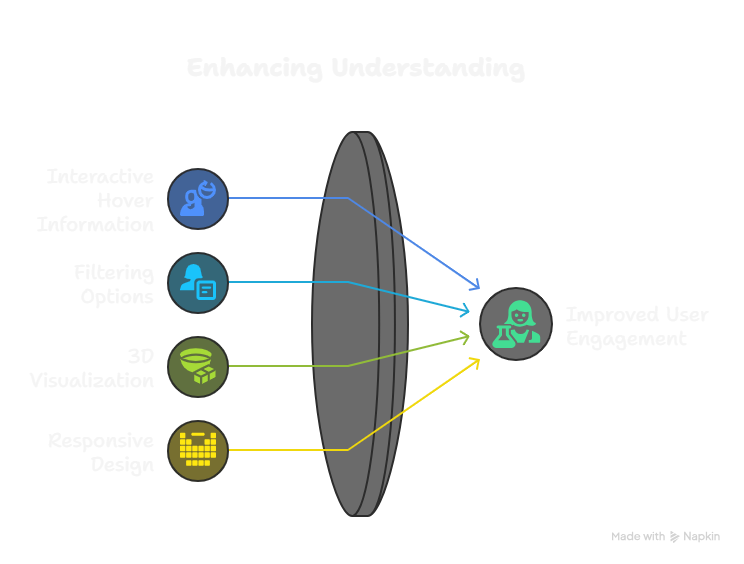 Enhancing Understanding
Interactive
Hover
Information
Filtering
Options
3D
Visualization
Responsive
Design
Improved User
Engagement
Made with Napkin